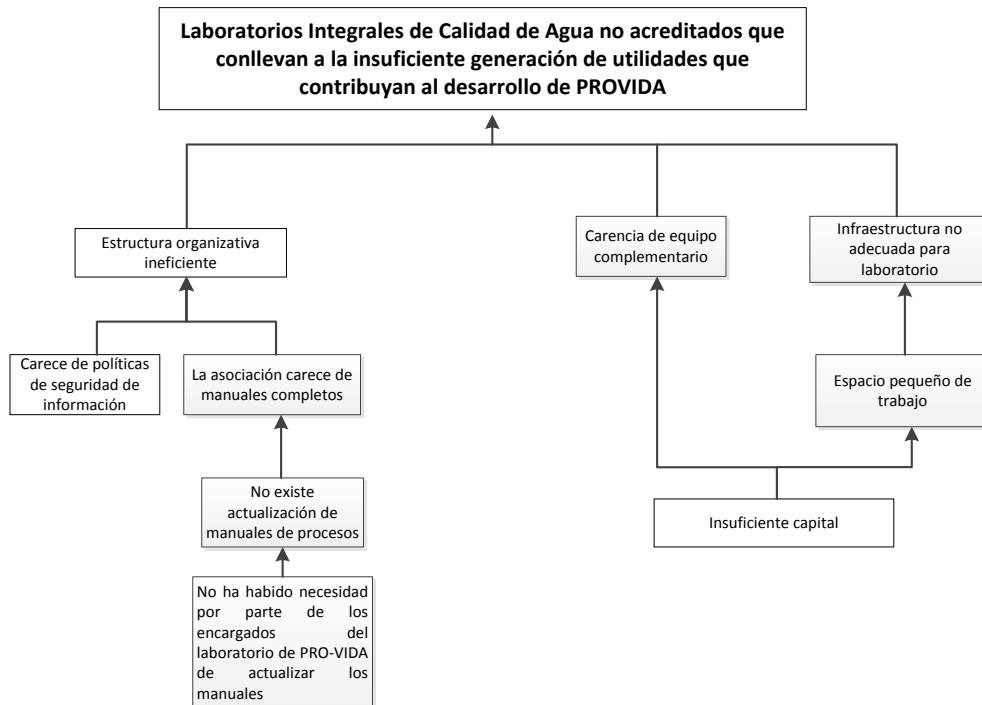 Laboratorios Integrales de Calidad de Agua no acreditados que
conllevan a la insuficiente generación de utilidades que
contribuyan al desarrollo de PROVIDA
Estructura organizativa
ineficiente
Carencia de equipo
complementario
Infraestructura no
adecuada para
laboratorio
Carece de políticas
de seguridad de
información
La asociación carece de
manuales completos
Espacio pequeño de
trabajo
No existe
actualización de
manuales de procesos
Insuficiente capital
No ha habido necesidad
por parte de los
encargados del
laboratorio de PRO-VIDA
de actualizar los
manuales